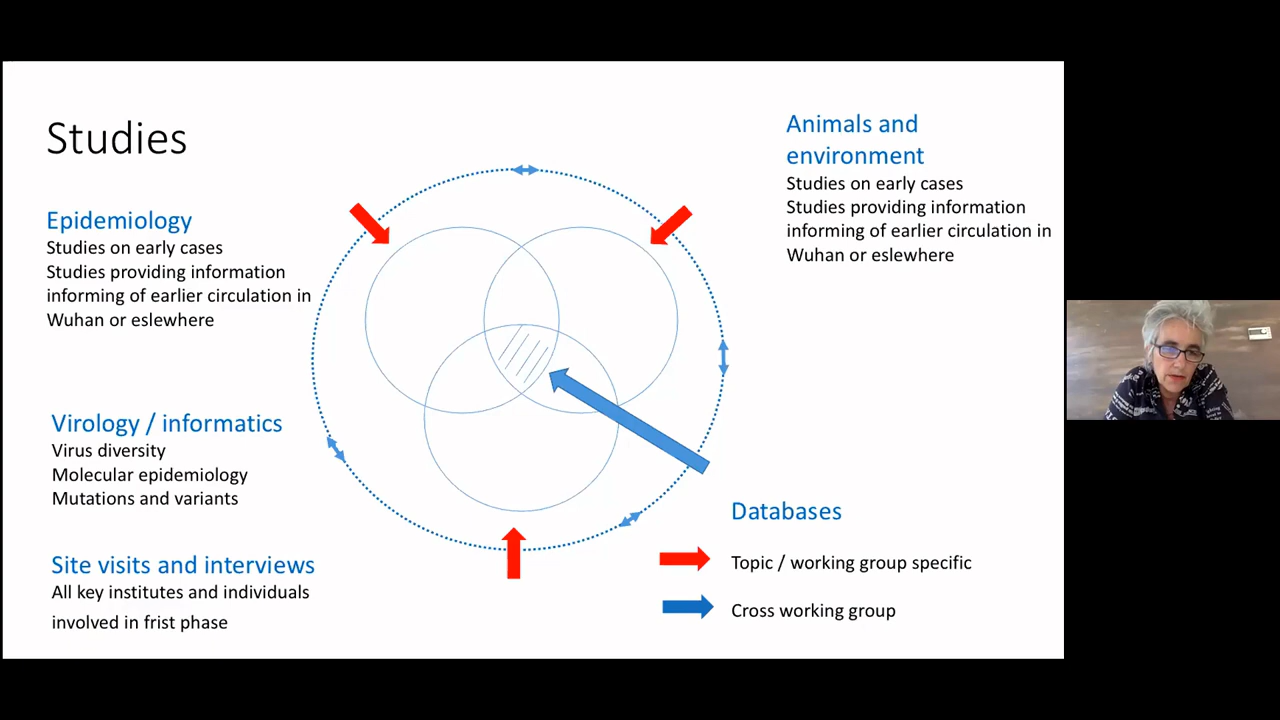 Studies
Epidemiology
Studies on early cases
Studies providing information
informing of earlier circulation in
Wuhan or eslewhere
Virology / informatics
Virus diversity
Molecular epidemiology
Mutations and variants
Site visits and interviews
All key institutes and individuals
involved in frist phase
Animals and
environment
Studies on early cases
Studies providing information
informing of earlier circulation in
Wuhan or eslewhere
Databases
Topic / working group specific
Cross working group